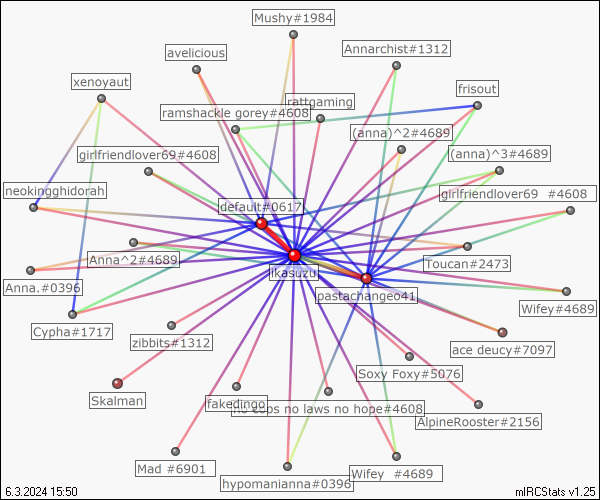 Mushy#1984
Annarchist#1312
avelicious
xenoyaut
frisout
rattgaming
ramshackle gorey#4608
(anna)^2#4689
girlfriendlover69#4608
(anna)^3#4689
neokingghidorah
girlfriendlover69 #4608
default#0617
Anna^2#4689
Toucan#2473
ikasuzu
Anna.#0396
pastachangeo41
Wifey#4689
Cypha#1717
zibbits#1312
ace deucy#7097
Soxy Foxy#5076
Skalman
fakedingo
no cops no laws no hope#4608
AlpineRooster#2156
Mad #6901
Wifey #4689
hypomanianna#0396
6.3.2024 15:50
mIRCStats v1.25